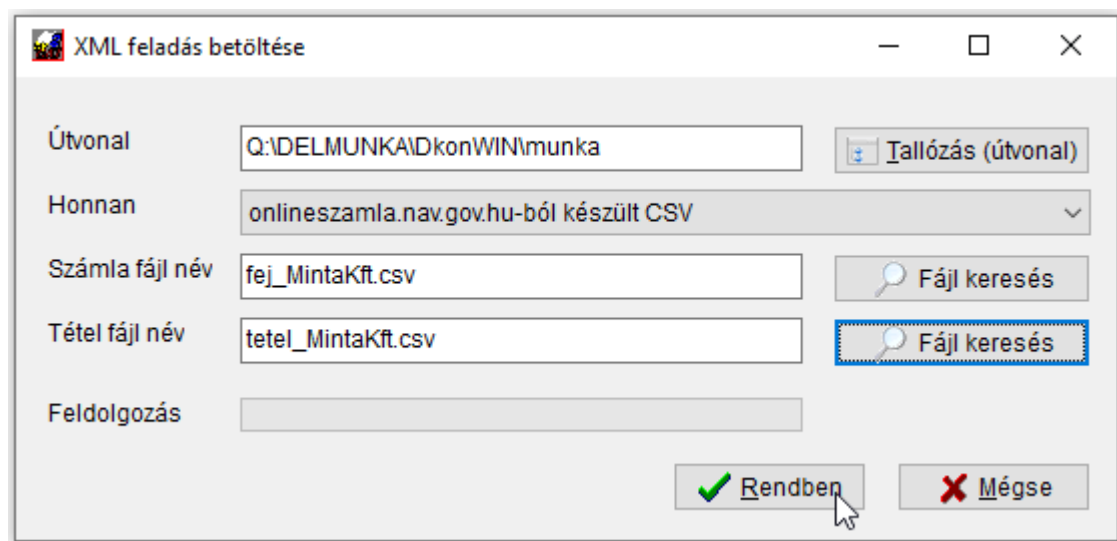 XML feladás betöltése
Útvonal Q:\DELMUNKA\DkonWIN\munka Tallózás (útvonal)
Honnan onlineszamla.nav.gov.hu-ból készült CSV
Számla fájl név fej_MintaKft.csv Fájl keresés
Tétel fájl név tetel_MintaKft.csv Fájl keresés
Feldolgozás
Rendben Mégse